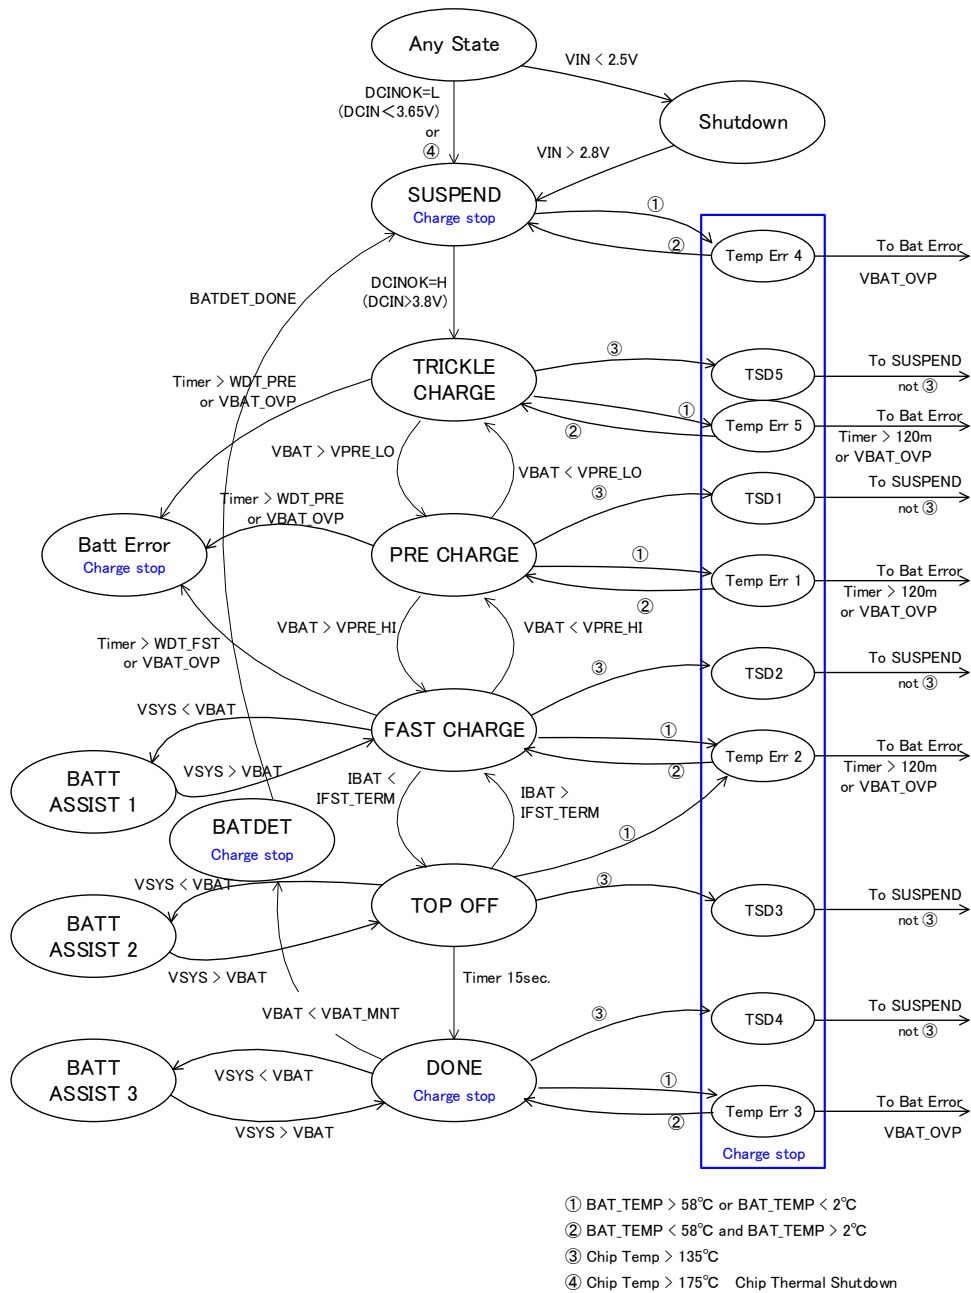 Any State
VIN < 2.5V
DCINOK=L
(DCIN<3.65V)
or
④
Shutdown
VIN > 2.8V
SUSPEND
Charge stop
①
②
Temp Err 4
To Bat Error
VBAT_OVP
DCINOK=H
(DCIN>3.8V)
BATDET_DONE
TRICKLE
CHARGE
③
TSD5
To SUSPEND
not ③
Timer > WDT_PRE
or VBAT_OVP
①
②
Temp Err 5
To Bat Error
Timer > 120m
or VBAT_OVP
VBAT > VPRE_LO
VBAT < VPRE_LO
③
TSD1
To SUSPEND
not ③
Timer > WDT_PRE
or VBAT_OVP
Batt Error
Charge stop
PRE CHARGE
①
②
Temp Err 1
To Bat Error
Timer > 120m
or VBAT_OVP
VBAT > VPRE_HI
VBAT < VPRE_HI
Timer > WDT_FST
or VBAT_OVP
③
TSD2
To SUSPEND
not ③
VSYS < VBAT
FAST CHARGE
①
②
Temp Err 2
To Bat Error
Timer > 120m
or VBAT_OVP
VSYS > VBAT
BATT
ASSIST 1
IBAT <
IFST_TERM
IBAT >
IFST_TERM
BATDET
Charge stop
①
VSYS < VBAT
TOP OFF
③
TSD3
To SUSPEND
not ③
BATT
ASSIST 2
VSYS > VBAT
Timer 15sec.
VBAT < VBAT_MNT
③
TSD4
To SUSPEND
not ③
BATT
ASSIST 3
VSYS < VBAT
DONE
Charge stop
①
②
Temp Err 3
To Bat Error
VBAT_OVP
VSYS > VBAT
Charge stop
① BAT_TEMP > 58℃ or BAT_TEMP < 2℃
② BAT_TEMP < 58℃ and BAT_TEMP > 2℃
③ Chip Temp > 135℃
④ Chip Temp > 175℃ Chip Thermal Shutdown